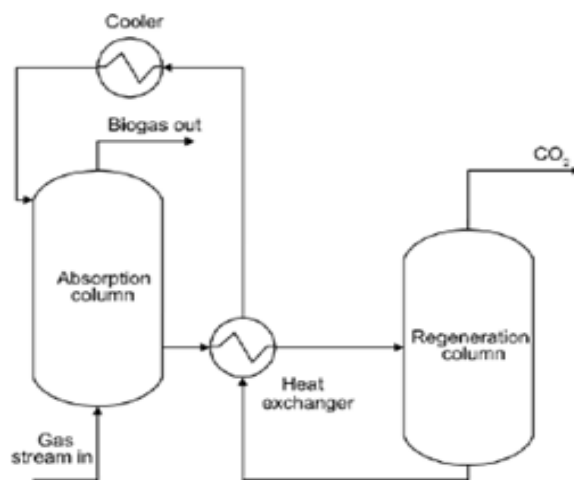 Cooler
Biogas out
CO₂
Absorption
column
Regeneration
column
Heat
exchanger
Gas
stream in